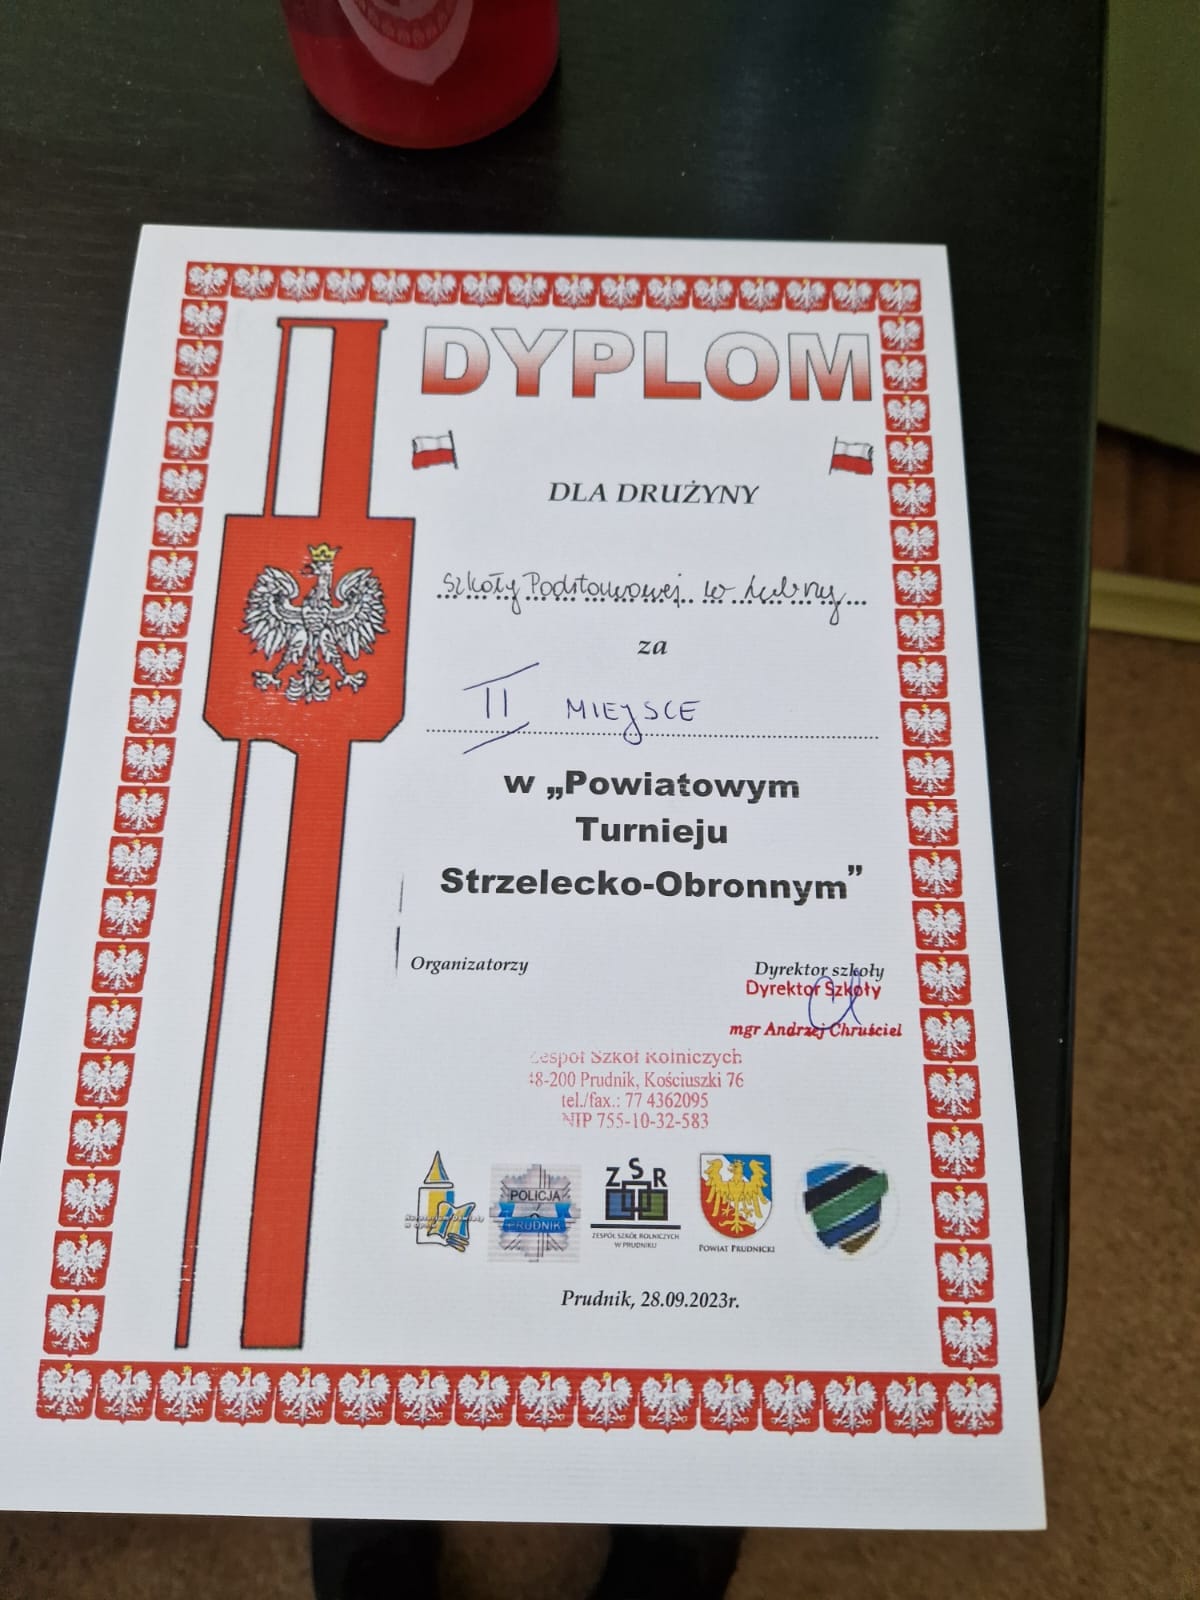 DYPLOM
DLA DRUŻYNY
Szkoły Podstawowej w Lubrzy
za
II MIEJSCE
w „Powiatowym
Turnieju
Strzelecko-Obronnym”
Organizatorzy
Dyrektor szkoły
Dyrektor Szkoły
mgr Andrzej Chruściel
Zespół Szkół Rolniczych
48-200 Prudnik, Kościuszki 76
tel./fax.: 77 4362095
NIP 755-10-32-583
POLICJA
PRUDNIK
ZSR
ZESPÓŁ SZKÓŁ ROLNICZYCH
W PRUDNIKU
POWIAT PRUDNICKI
Prudnik, 28.09.2023r.